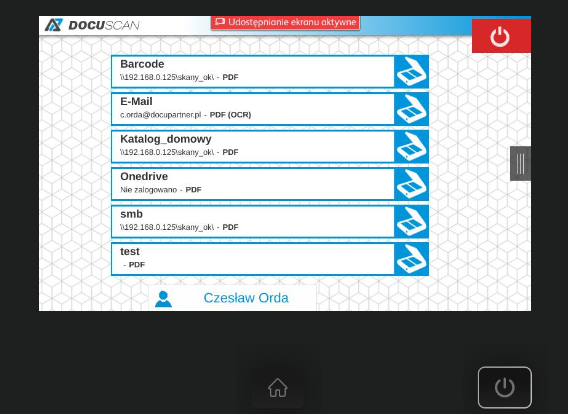 DOCUSCAN
Udostępnianie ekranu aktywne
Barcode
\\192.168.0.125\skany_ok\ - PDF
E-Mail
c.orda@docupartner.pl - PDF (OCR)
Katalog_domowy
\\192.168.0.125\skany_ok\ - PDF
Onedrive
Nie zalogowano - PDF
smb
\\192.168.0.125\skany_ok\ - PDF
test
- PDF
Czesław Orda